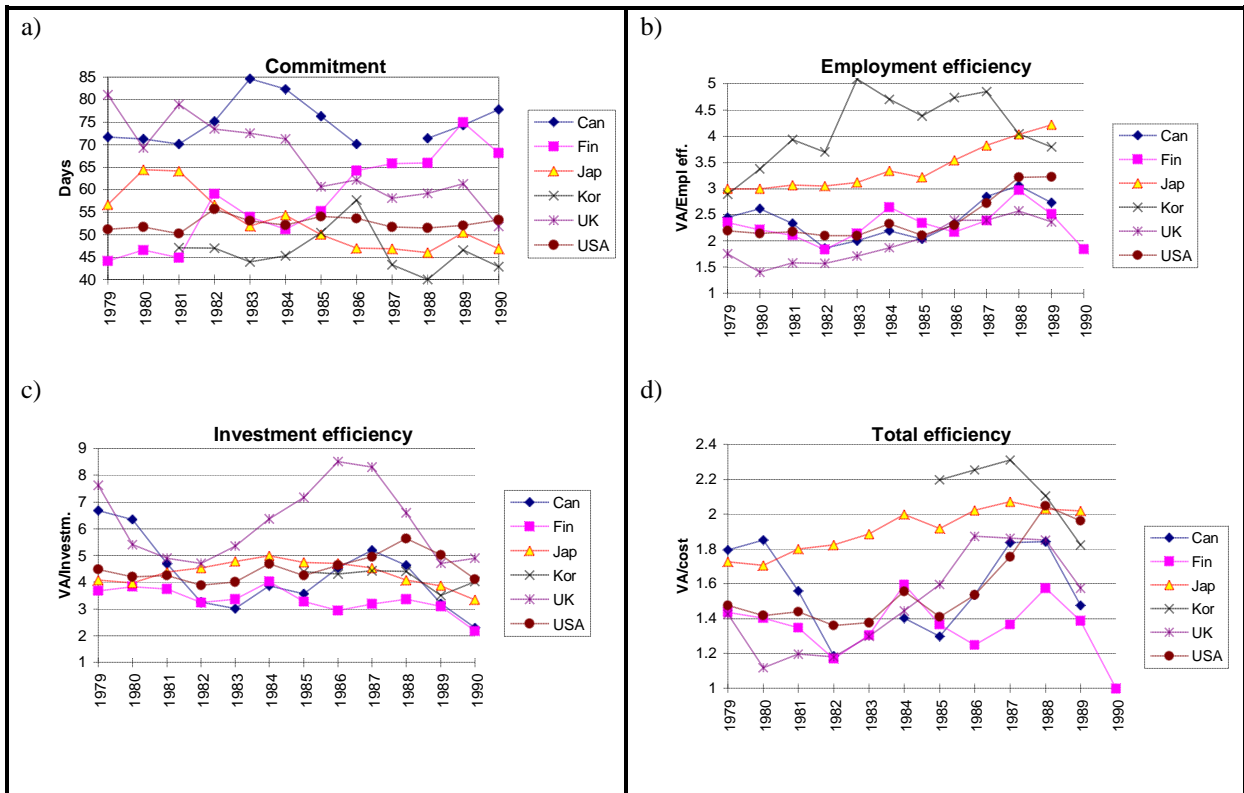 a)
Commitment
Days
85
80
75
70
65
60
55
50
45
40
1979
1980
1981
1982
1983
1984
1985
1986
1987
1988
1989
1990
Can
Fin
Jap
Kor
UK
USA
b)
Employment efficiency
VA/Empl eff.
5
4.5
4
3.5
3
2.5
2
1.5
1
1979
1980
1981
1982
1983
1984
1985
1986
1987
1988
1989
1990
Can
Fin
Jap
Kor
UK
USA
c)
Investment efficiency
VA/Investm.
9
8
7
6
5
4
3
2
1
1979
1980
1981
1982
1983
1984
1985
1986
1987
1988
1989
1990
Can
Fin
Jap
Kor
UK
USA
d)
Total efficiency
VA/cost
2.4
2.2
2
1.8
1.6
1.4
1.2
1
1979
1980
1981
1982
1983
1984
1985
1986
1987
1988
1989
1990
Can
Fin
Jap
Kor
UK
USA